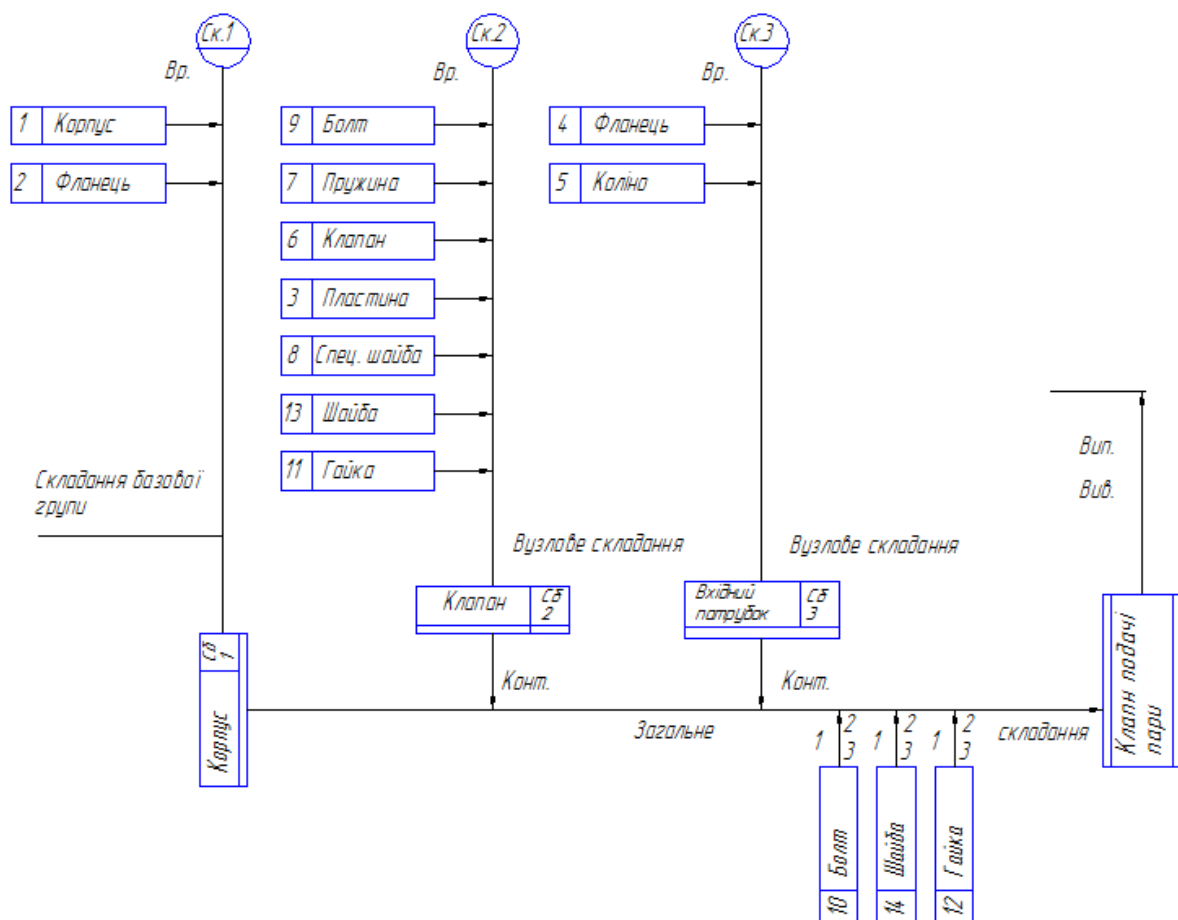 Ск.1
Ск.2
Ск.3
Вр.
Вр.
Вр.
1 Корпус
9 Болт
4 Фланець
2 Фланець
7 Пружина
5 Коліно
6 Клапан
3 Пластина
8 Спец. шайба
13 Шайба
11 Гайка
Складання базової
групи
Вип.
Вив.
Вузлове складання
Вузлове складання
Клапан
Сб
2
Вхідний
патрубок
Сб
3
Сб
1
Корпус
Конт.
Конт.
Загальне
складання
Клапн подачі
пари
1 2
3
1 2
3
1 2
3
10 Болт
14 Шайба
12 Гайка